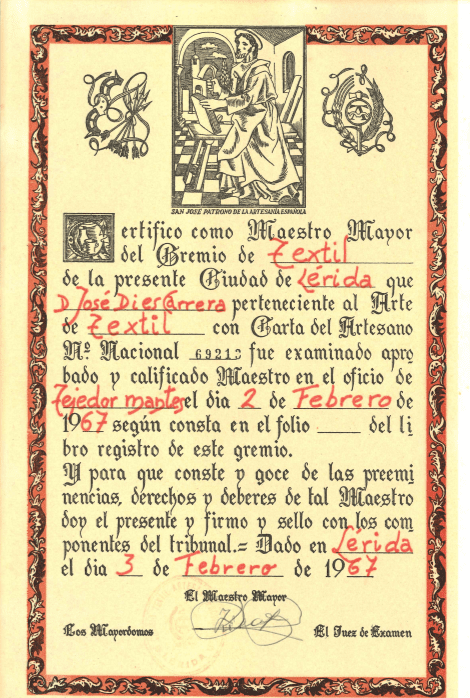 SAN JOSÉ PATRONO DE LA ARTESANÍA ESPAÑOLA
Certifico como Maestro Mayor
del Gremio de Textil
de la presente Ciudad de Lérida que
D. José Dies Carrera perteneciente al Arte
de Textil con Carta del Artesano
Nº Nacional 69213 fue examinado apro
bado y calificado Maestro en el oficio de
Tejedor mantas el dia 2 de Febrero de
1967 según consta en el folio ____ del li
bro registro de este gremio.
Y para que conste y goce de las preemi
nencias, derechos y deberes de tal Maestro
doy el presente y firmo y sello con los com
ponentes del tribunal.= Dado en Lérida
el dia 3 de Febrero de 1967
El Maestro Mayor
Los Mayordomos El Juez de Examen